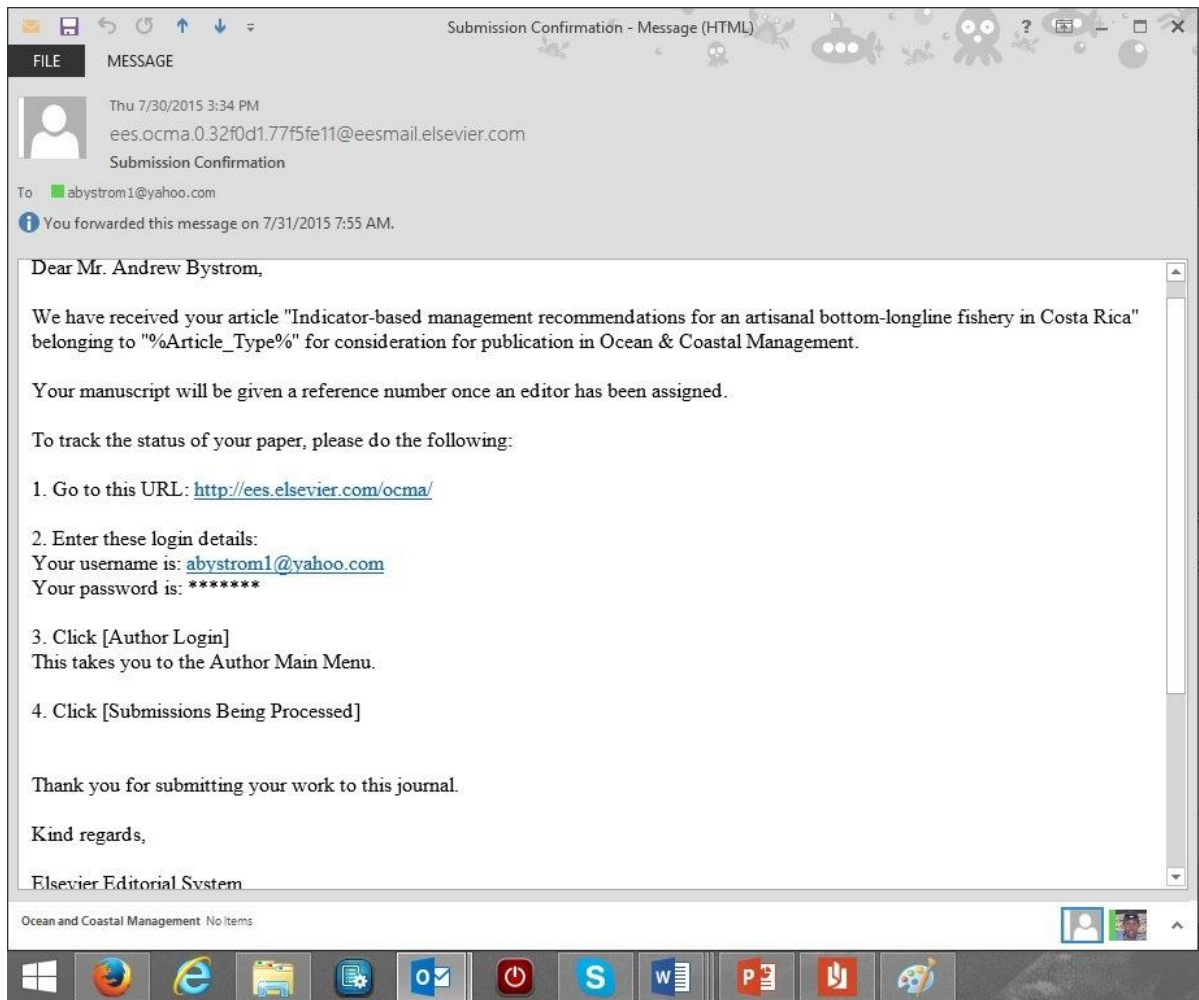 Submission Confirmation - Message (HTML)
?
FILE MESSAGE
Thu 7/30/2015 3:34 PM
ees.ocma.0.32f0d1.77f5fe11@eesmail.elsevier.com
Submission Confirmation
To abystrom1@yahoo.com
You forwarded this message on 7/31/2015 7:55 AM.
Dear Mr. Andrew Bystrom,
We have received your article "Indicator-based management recommendations for an artisanal bottom-longline fishery in Costa Rica"
belonging to "%Article_Type%" for consideration for publication in Ocean & Coastal Management.
Your manuscript will be given a reference number once an editor has been assigned.
To track the status of your paper, please do the following:
1. Go to this URL: http://ees.elsevier.com/ocma/
2. Enter these login details:
Your username is: abystrom1@yahoo.com
Your password is: *******
3. Click [Author Login]
This takes you to the Author Main Menu.
4. Click [Submissions Being Processed]
Thank you for submitting your work to this journal.
Kind regards,
Elsevier Editorial System
Ocean and Coastal Management No Items